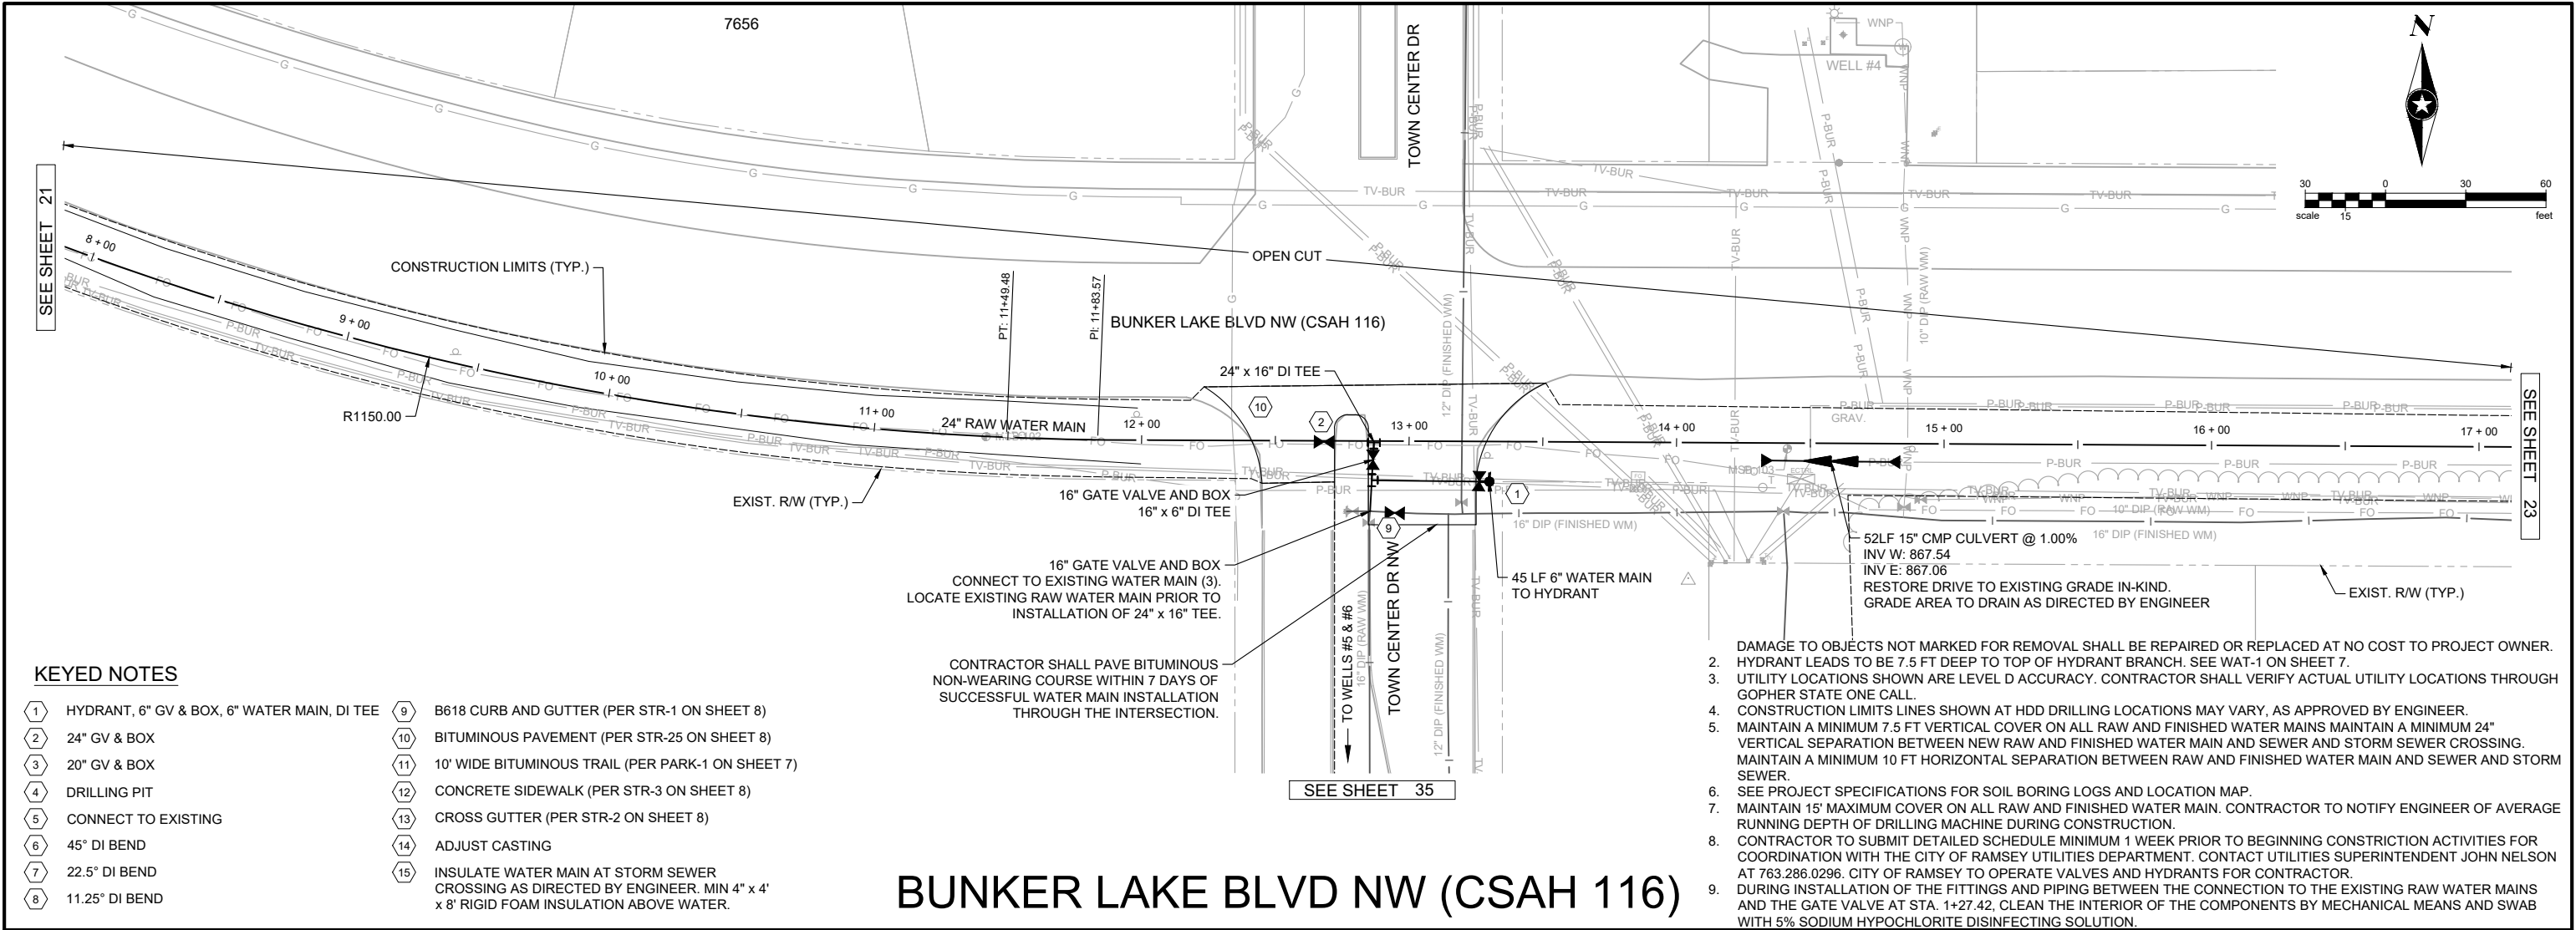 7656
TOWN CENTER DR
WNP
WELL #4
N
30 0 30 60
scale 15 feet
SEE SHEET 21
8 + 00
9 + 00
10 + 00
11 + 00
12 + 00
13 + 00
14 + 00
15 + 00
16 + 00
17 + 00
CONSTRUCTION LIMITS (TYP.)
OPEN CUT
PT: 11+49.48
PI: 11+83.57
BUNKER LAKE BLVD NW (CSAH 116)
24" x 16" DI TEE
R1150.00
24" RAW WATER MAIN
10
2
12" DIP (FINISHED WM)
10" DIP (RAW WM)
GRAV.
G
FO
P-BUR
TV-BUR
WNP
SEE SHEET 23
EXIST. R/W (TYP.)
16" GATE VALVE AND BOX
16" x 6" DI TEE
1
9
16" DIP (FINISHED WM)
10" DIP (RAW WM)
16" DIP (FINISHED WM)
16" GATE VALVE AND BOX
CONNECT TO EXISTING WATER MAIN (3).
LOCATE EXISTING RAW WATER MAIN PRIOR TO
INSTALLATION OF 24" x 16" TEE.
45 LF 6" WATER MAIN
TO HYDRANT
52LF 15" CMP CULVERT @ 1.00%
INV W: 867.54
INV E: 867.06
RESTORE DRIVE TO EXISTING GRADE IN-KIND.
GRADE AREA TO DRAIN AS DIRECTED BY ENGINEER
EXIST. R/W (TYP.)
CONTRACTOR SHALL PAVE BITUMINOUS
NON-WEARING COURSE WITHIN 7 DAYS OF
SUCCESSFUL WATER MAIN INSTALLATION
THROUGH THE INTERSECTION.
TO WELLS #5 & #6
16" DIP (RAW WM)
TOWN CENTER DR NW
12" DIP (FINISHED WM)
SEE SHEET 35
KEYED NOTES
1 HYDRANT, 6" GV & BOX, 6" WATER MAIN, DI TEE
2 24" GV & BOX
3 20" GV & BOX
4 DRILLING PIT
5 CONNECT TO EXISTING
6 45° DI BEND
7 22.5° DI BEND
8 11.25° DI BEND
9 B618 CURB AND GUTTER (PER STR-1 ON SHEET 8)
10 BITUMINOUS PAVEMENT (PER STR-25 ON SHEET 8)
11 10' WIDE BITUMINOUS TRAIL (PER PARK-1 ON SHEET 7)
12 CONCRETE SIDEWALK (PER STR-3 ON SHEET 8)
13 CROSS GUTTER (PER STR-2 ON SHEET 8)
14 ADJUST CASTING
15 INSULATE WATER MAIN AT STORM SEWER
CROSSING AS DIRECTED BY ENGINEER. MIN 4" x 4'
x 8' RIGID FOAM INSULATION ABOVE WATER.
BUNKER LAKE BLVD NW (CSAH 116)
DAMAGE TO OBJECTS NOT MARKED FOR REMOVAL SHALL BE REPAIRED OR REPLACED AT NO COST TO PROJECT OWNER.
2. HYDRANT LEADS TO BE 7.5 FT DEEP TO TOP OF HYDRANT BRANCH. SEE WAT-1 ON SHEET 7.
3. UTILITY LOCATIONS SHOWN ARE LEVEL D ACCURACY. CONTRACTOR SHALL VERIFY ACTUAL UTILITY LOCATIONS THROUGH
GOPHER STATE ONE CALL.
4. CONSTRUCTION LIMITS LINES SHOWN AT HDD DRILLING LOCATIONS MAY VARY, AS APPROVED BY ENGINEER.
5. MAINTAIN A MINIMUM 7.5 FT VERTICAL COVER ON ALL RAW AND FINISHED WATER MAINS MAINTAIN A MINIMUM 24"
VERTICAL SEPARATION BETWEEN NEW RAW AND FINISHED WATER MAIN AND SEWER AND STORM SEWER CROSSING.
MAINTAIN A MINIMUM 10 FT HORIZONTAL SEPARATION BETWEEN RAW AND FINISHED WATER MAIN AND SEWER AND STORM
SEWER.
6. SEE PROJECT SPECIFICATIONS FOR SOIL BORING LOGS AND LOCATION MAP.
7. MAINTAIN 15' MAXIMUM COVER ON ALL RAW AND FINISHED WATER MAIN. CONTRACTOR TO NOTIFY ENGINEER OF AVERAGE
RUNNING DEPTH OF DRILLING MACHINE DURING CONSTRUCTION.
8. CONTRACTOR TO SUBMIT DETAILED SCHEDULE MINIMUM 1 WEEK PRIOR TO BEGINNING CONSTRICTION ACTIVITIES FOR
COORDINATION WITH THE CITY OF RAMSEY UTILITIES DEPARTMENT. CONTACT UTILITIES SUPERINTENDENT JOHN NELSON
AT 763.286.0296. CITY OF RAMSEY TO OPERATE VALVES AND HYDRANTS FOR CONTRACTOR.
9. DURING INSTALLATION OF THE FITTINGS AND PIPING BETWEEN THE CONNECTION TO THE EXISTING RAW WATER MAINS
AND THE GATE VALVE AT STA. 1+27.42, CLEAN THE INTERIOR OF THE COMPONENTS BY MECHANICAL MEANS AND SWAB
WITH 5% SODIUM HYPOCHLORITE DISINFECTING SOLUTION.